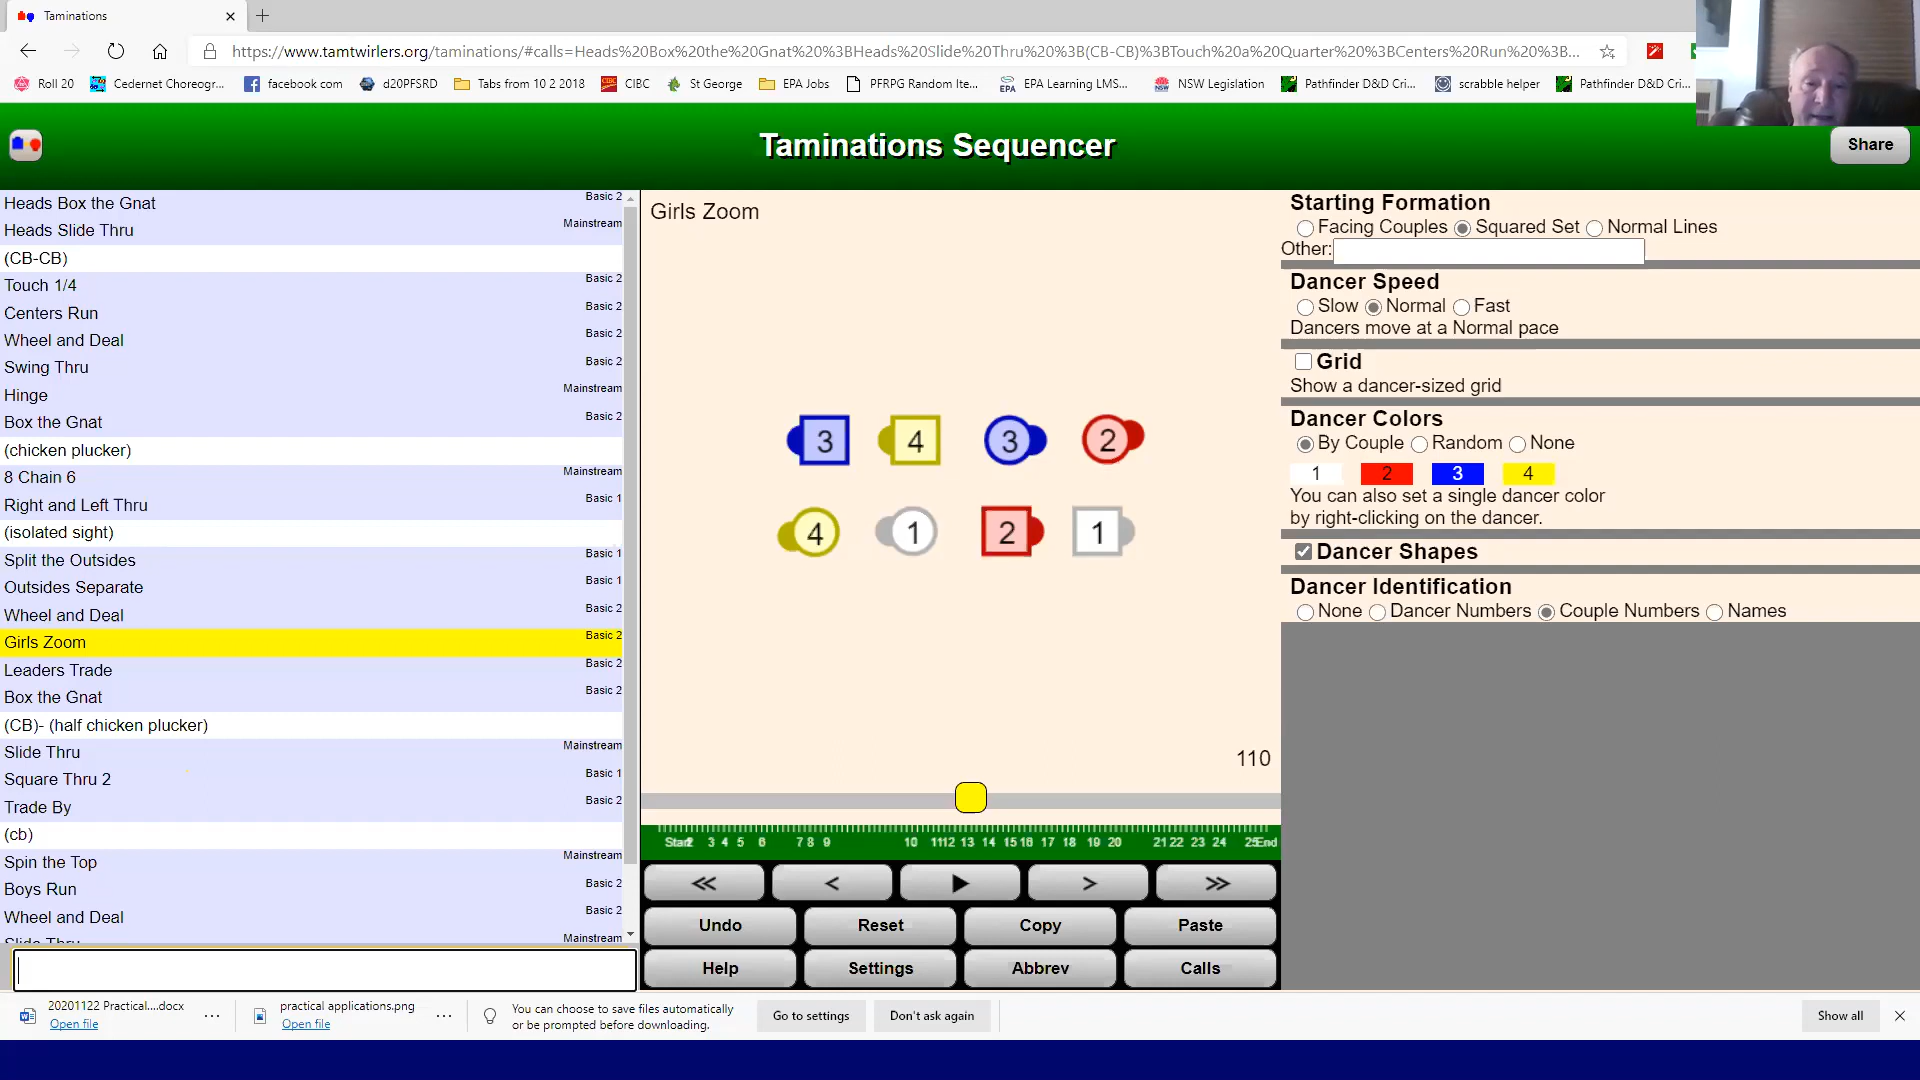 Taminations
https://www.tamtwirlers.org/taminations/#calls=Heads%20Box%20the%20Gnat%20%3BHeads%20Slide%20Thru%20%3B(CB-CB)%3BTouch%20a%20Quarter%20%3BCenters%20Run%20%3B...
Roll 20
Cedernet Choreogr...
facebook com
d20PFSRD
Tabs from 10 2 2018
CIBC
St George
EPA Jobs
PFRPG Random Ite...
EPA Learning LMS...
NSW Legislation
Pathfinder D&D Cri...
scrabble helper
Pathfinder D&D Cri...
Taminations Sequencer
Share
Heads Box the Gnat Basic 2
Heads Slide Thru Mainstream
(CB-CB)
Touch 1/4 Basic 2
Centers Run Basic 2
Wheel and Deal Basic 2
Swing Thru Basic 2
Hinge Mainstream
Box the Gnat Basic 2
(chicken plucker)
8 Chain 6 Mainstream
Right and Left Thru Basic 1
(isolated sight)
Split the Outsides Basic 1
Outsides Separate Basic 1
Wheel and Deal Basic 2
Girls Zoom Basic 2
Leaders Trade Basic 2
Box the Gnat Basic 2
(CB)- (half chicken plucker)
Slide Thru Mainstream
Square Thru 2 Basic 1
Trade By Basic 2
(cb)
Spin the Top Mainstream
Boys Run Basic 2
Wheel and Deal Basic 2
Slide Thru Mainstream
Girls Zoom
3 4 3 2
4 1 2 1
110
Start 2 3 4 5 6 7 8 9 10 11 12 13 14 15 16 17 18 19 20 21 22 23 24 25 End
≪ < ▶ > ≫
Undo Reset Copy Paste
Help Settings Abbrev Calls
Starting Formation
Facing Couples Squared Set Normal Lines
Other:
Dancer Speed
Slow Normal Fast
Dancers move at a Normal pace
Grid
Show a dancer-sized grid
Dancer Colors
By Couple Random None
1 2 3 4
You can also set a single dancer color
by right-clicking on the dancer.
Dancer Shapes
Dancer Identification
None Dancer Numbers Couple Numbers Names
20201122 Practical....docx
Open file
practical applications.png
Open file
You can choose to save files automatically
or be prompted before downloading.
Go to settings
Don't ask again
Show all